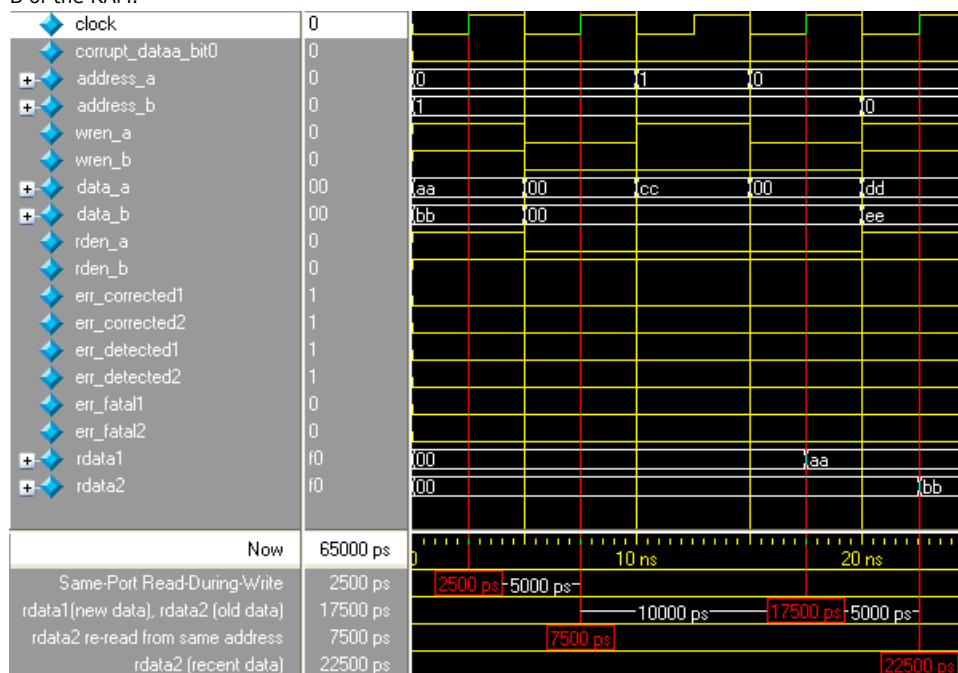 clock 0
corrupt_dataa_bit0 0
address_a 0 0 1 0
address_b 0 1 0
wren_a 0
wren_b 0
data_a 00 aa 00 cc 00 dd
data_b 00 bb 00 ee
rden_a 0
rden_b 0
err_corrected1 1
err_corrected2 1
err_detected1 1
err_detected2 1
err_fatal1 0
err_fatal2 0
rdata1 f0 00 aa
rdata2 f0 00 bb
Now 65000 ps 0 10 ns 20 ns
Same-Port Read-During-Write 2500 ps 2500 ps 5000 ps
rdata1(new data), rdata2 (old data) 17500 ps 10000 ps 17500 ps 5000 ps
rdata2 re-read from same address 7500 ps 7500 ps
rdata2 (recent data) 22500 ps 22500 ps